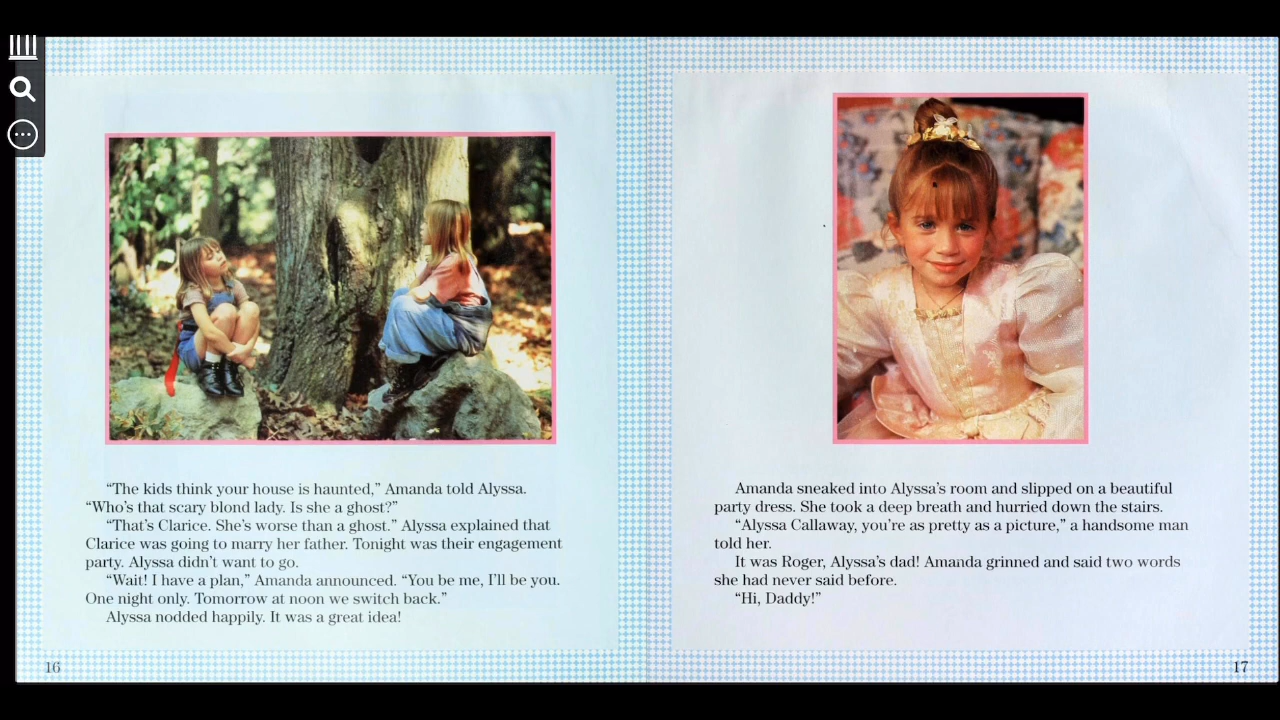 “The kids think your house is haunted,” Amanda told Alyssa.
“Who’s that scary blond lady. Is she a ghost?”
“That’s Clarice. She’s worse than a ghost.” Alyssa explained that
Clarice was going to marry her father. Tonight was their engagement
party. Alyssa didn’t want to go.
“Wait! I have a plan,” Amanda announced. “You be me, I’ll be you.
One night only. Tomorrow at noon we switch back.”
Alyssa nodded happily. It was a great idea!
16
Amanda sneaked into Alyssa’s room and slipped on a beautiful
party dress. She took a deep breath and hurried down the stairs.
“Alyssa Callaway, you’re as pretty as a picture,” a handsome man
told her.
It was Roger, Alyssa’s dad! Amanda grinned and said two words
she had never said before.
“Hi, Daddy!”
17